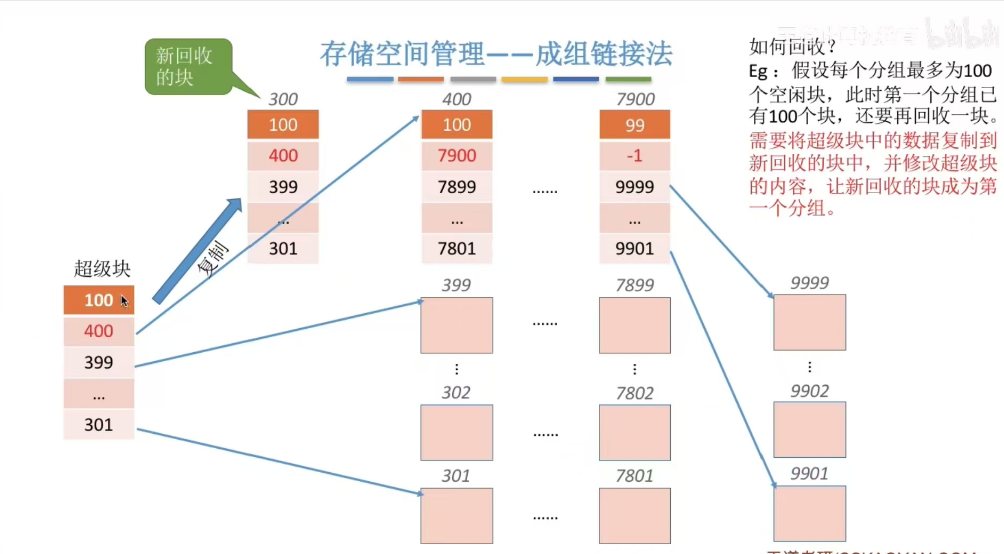 存储空间管理——成组链接法
新回收
的块
300
100
400
399
...
301
复制
超级块
100
400
399
...
301
400
100
7900
7899
...
7801
......
7900
99
-1
9999
...
9901
399
......
7899
302
......
7802
301
......
7801
9999
9902
9901
如何回收？
Eg：假设每个分组最多为100
个空闲块，此时第一个分组已
有100个块，还要再回收一块。
需要将超级块中的数据复制到
新回收的块中，并修改超级块
的内容，让新回收的块成为第
一个分组。
bilibili